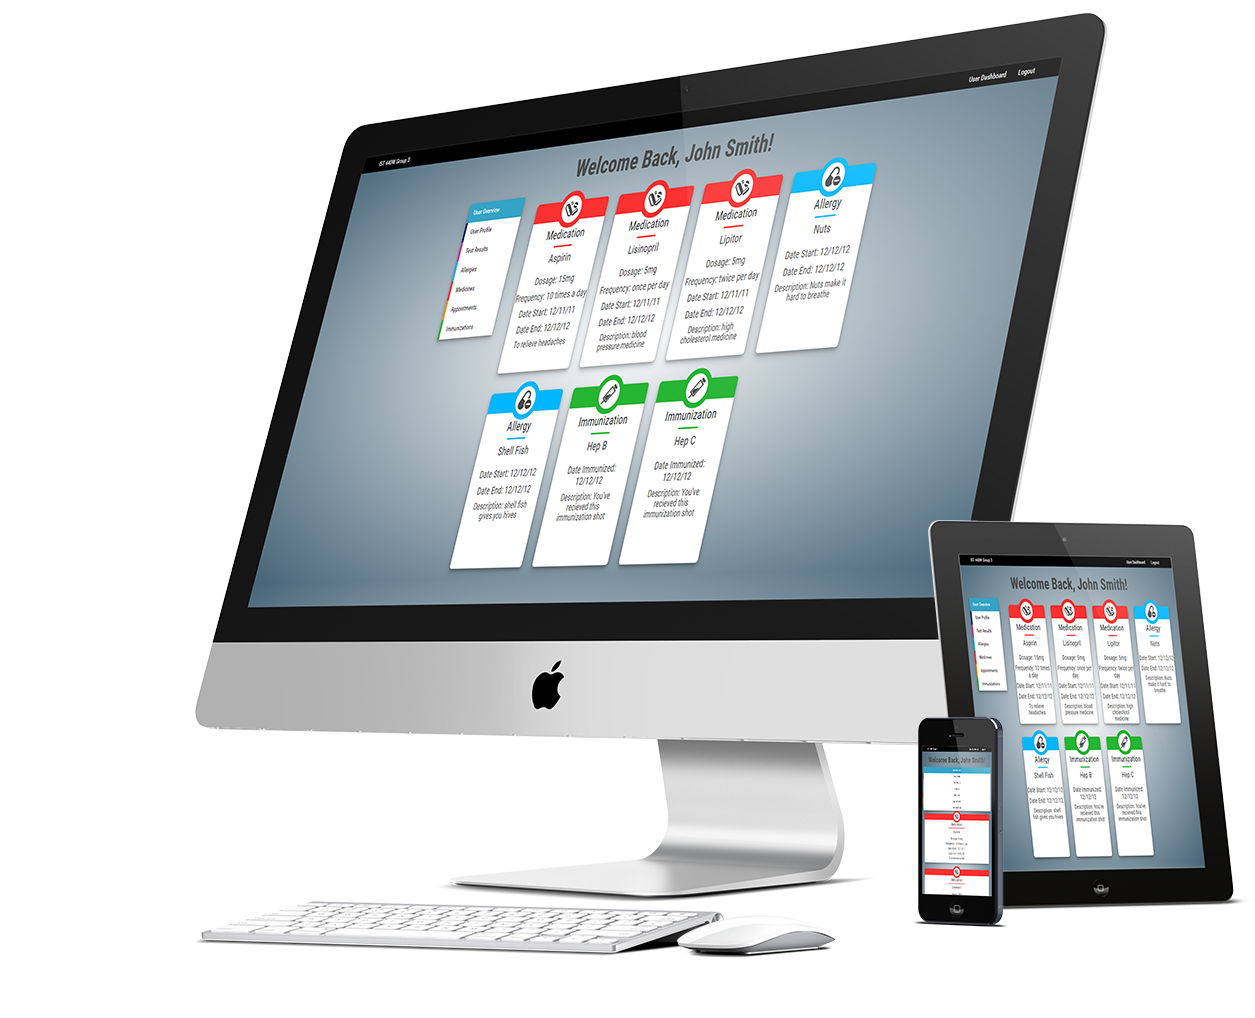 IST 440W Group 3
User Dashboard Logout
Welcome Back, John Smith!
User Overview
User Profile
Test Results
Allergies
Medicines
Appointments
Immunizations
Medication
Aspirin
Dosage: 15mg
Frequency: 10 times a day
Date Start: 12/11/11
Date End: 12/12/12
To relieve headaches
Medication
Lisinopril
Dosage: 5mg
Frequency: once per day
Date Start: 12/11/11
Date End: 12/12/12
Description: blood
pressure medicine
Medication
Lipitor
Dosage: 5mg
Frequency: twice per day
Date Start: 12/11/11
Date End: 12/12/12
Description: high
cholesterol medicine
Allergy
Nuts
Date Start: 12/12/12
Date End: 12/12/12
Description: Nuts make it
hard to breathe
Allergy
Shell Fish
Date Start: 12/12/12
Date End: 12/12/12
Description: shell fish
gives you hives
Immunization
Hep B
Date Immunized:
12/12/12
Description: You've
recieved this
immunization shot
Immunization
Hep C
Date Immunized:
12/12/12
Description: You've
recieved this
immunization shot
IST 440W Group 3
User Dashboard Logout
Welcome Back, John Smith!
User Overview
User Profile
Test Results
Allergies
Medicines
Appointments
Immunizations
Medication
Aspirin
Dosage: 15mg
Frequency: 10 times
a day
Date Start: 12/11/11
Date End: 12/12/12
To relieve
headaches
Medication
Lisinopril
Dosage: 5mg
Frequency: once per
day
Date Start: 12/11/11
Date End: 12/12/12
Description: blood
pressure medicine
Medication
Lipitor
Dosage: 5mg
Frequency: twice per
day
Date Start: 12/11/11
Date End: 12/12/12
Description: high
cholesterol
medicine
Allergy
Nuts
Date Start: 12/12/12
Date End: 12/12/12
Description: Nuts
make it hard to
breathe
Allergy
Shell Fish
Date Start: 12/12/12
Date End: 12/12/12
Description: shell
fish gives you hives
Immunization
Hep B
Date Immunized:
12/12/12
Description: You've
recieved this
immunization shot
Immunization
Hep C
Date Immunized:
12/12/12
Description: You've
recieved this
immunization shot
Welcome Back, John Smith!
Medication
Medication